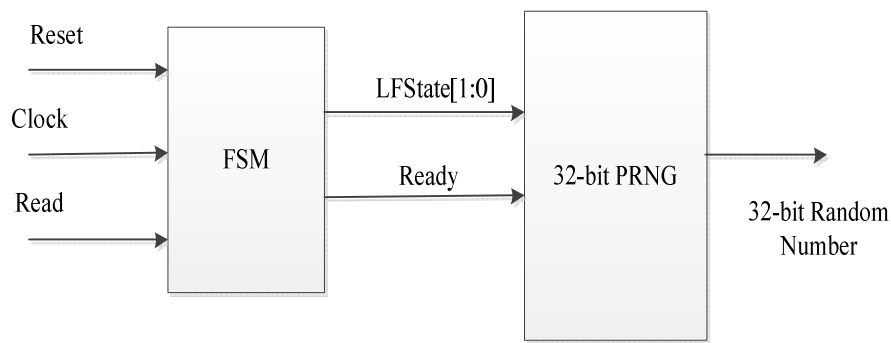 Reset
Clock
Read
FSM
LFState[1:0]
Ready
32-bit PRNG
32-bit Random
Number